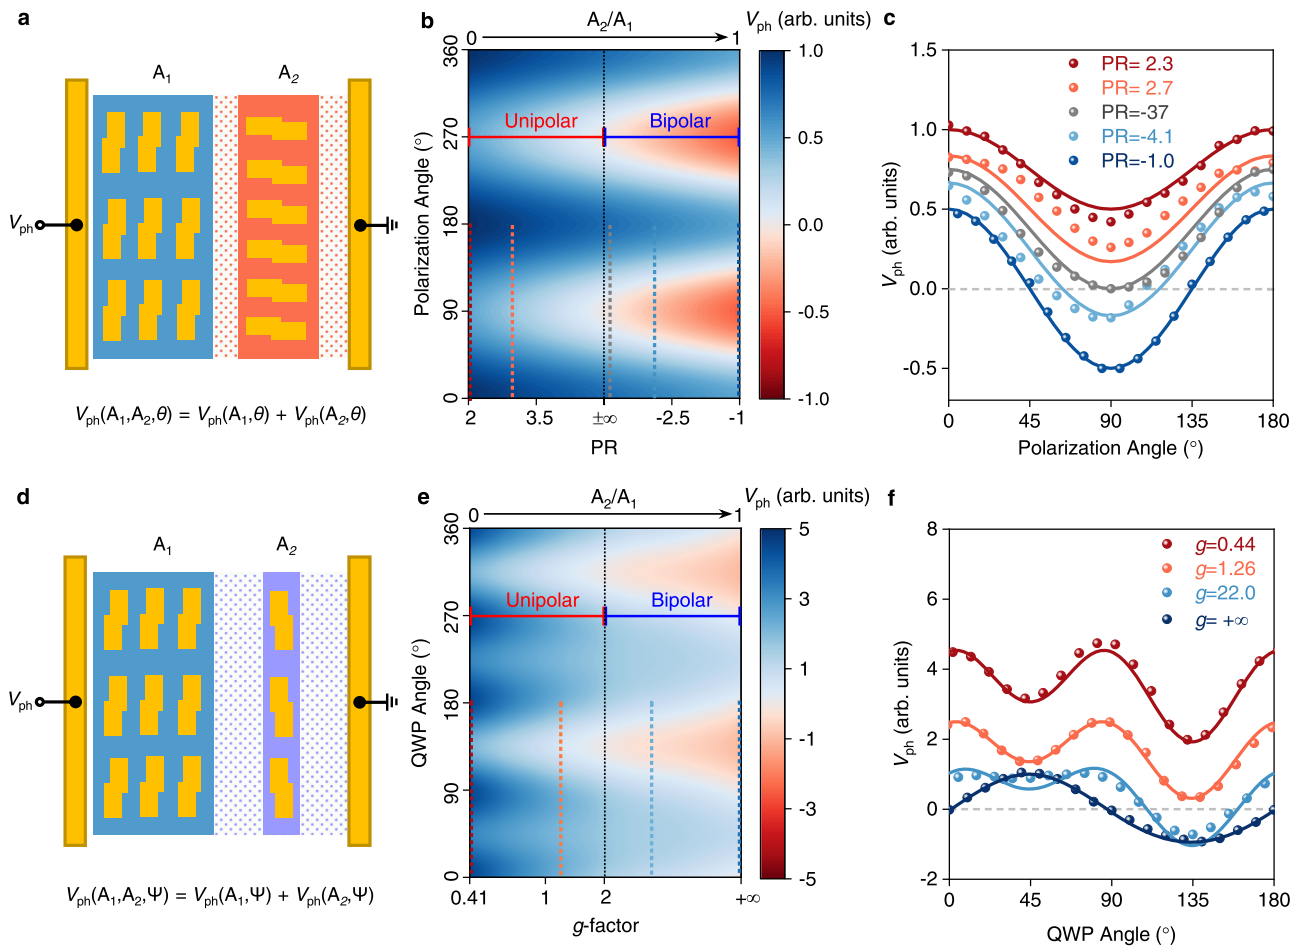 a
A₁
A₂
Vph
Vph(A₁,A₂,θ) = Vph(A₁,θ) + Vph(A₂,θ)
b
A₂/A₁
0
1
Vph (arb. units)
360
270
180
90
0
Polarization Angle (°)
Unipolar
Bipolar
2
3.5
±∞
-2.5
-1
PR
1.0
0.5
0.0
-0.5
-1.0
c
1.5
1.0
0.5
0.0
-0.5
Vph (arb. units)
PR= 2.3
PR= 2.7
PR=-37
PR=-4.1
PR=-1.0
0
45
90
135
180
Polarization Angle (°)
d
A₁
A₂
Vph
Vph(A₁,A₂,Ψ) = Vph(A₁,Ψ) + Vph(A₂,Ψ)
e
A₂/A₁
0
1
Vph (arb. units)
360
270
180
90
0
QWP Angle (°)
Unipolar
Bipolar
0.41
1
2
+∞
g-factor
5
3
1
-1
-3
-5
f
8
6
4
2
0
-2
Vph (arb. units)
g=0.44
g=1.26
g=22.0
g= +∞
0
45
90
135
180
QWP Angle (°)